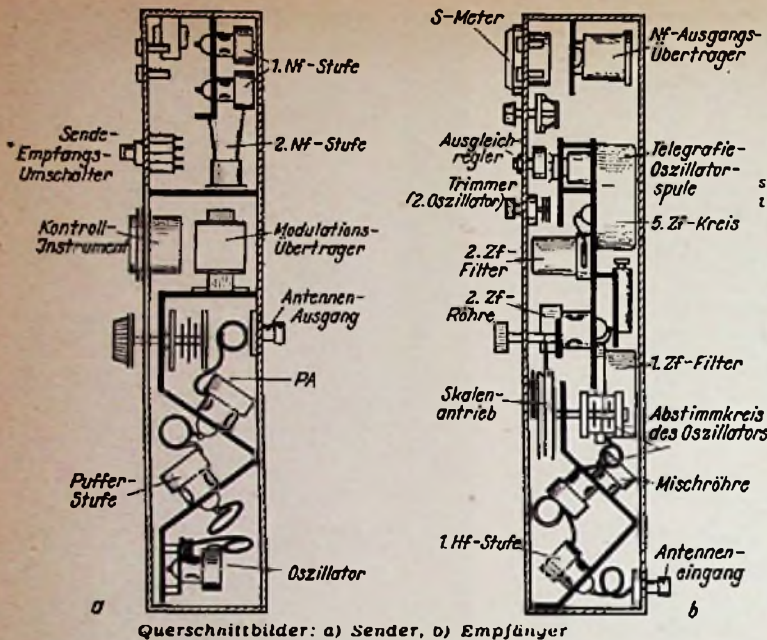 1. Nf-Stufe
Sende-
Empfangs-
Umschalter
2. Nf-Stufe
Kontroll-
Instrument
Modulations-
Übertrager
Antennen-
Ausgang
PA
Puffer-
Stufe
Oszillator
a
S-Meter
Nf-Ausgangs-
Übertrager
Ausgleich
regler
Trimmer
(2. Oszillator)
Telegrafie-
Oszillator-
spule
5. Zf-Kreis
2. Zf-
Filter
2. Zf-
Röhre
1. Zf-Filter
Skalen-
antrieb
Abstimmkreis
des Oszillators
Mischröhre
1. Hf-Stufe
Antennen-
eingang
b
Querschnittbilder: a) Sender, b) Empfänger